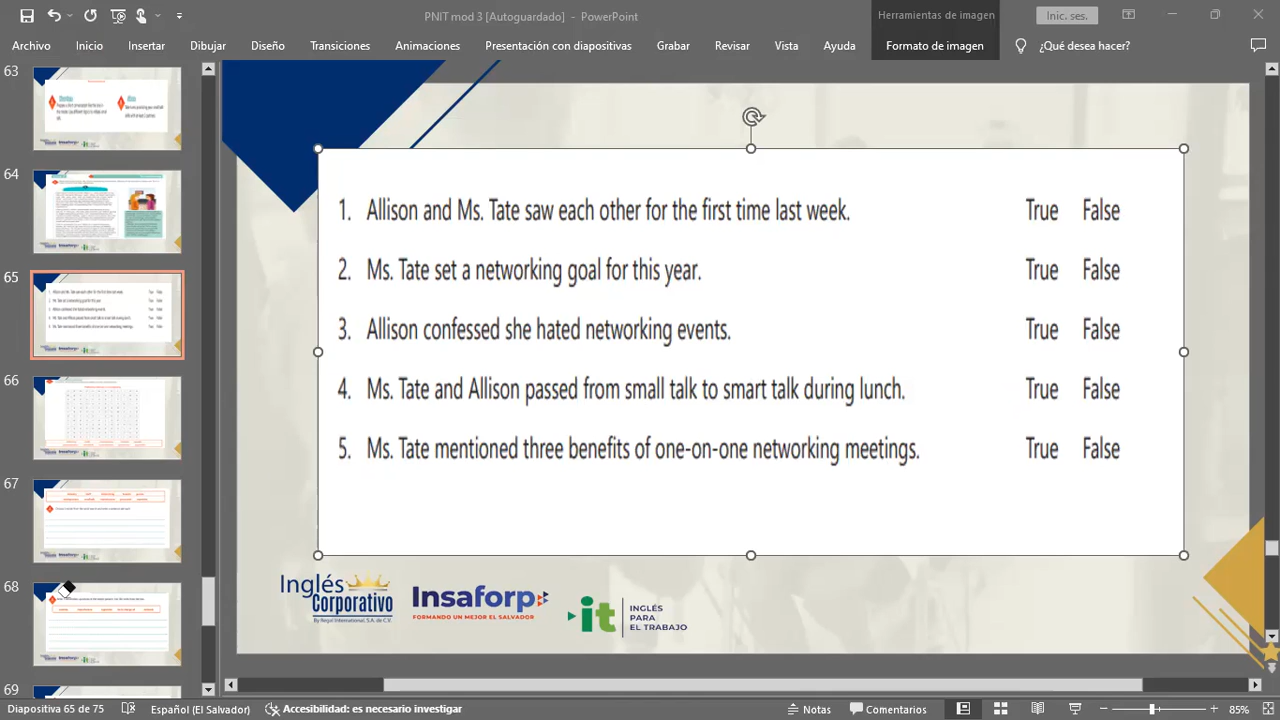 PNIT mod 3 [Autoguardado] - PowerPoint
Herramientas de imagen
Inic. ses.
Archivo Inicio Insertar Dibujar Diseño Transiciones Animaciones Presentación con diapositivas Grabar Revisar Vista Ayuda Formato de imagen ¿Qué desea hacer?
63
64
65
66
67
68
69
1. Allison and Ms. Tate saw each other for the first time last week. True False
2. Ms. Tate set a networking goal for this year. True False
3. Allison confessed she hated networking events. True False
4. Ms. Tate and Allison passed from small talk to smart talk during lunch. True False
5. Ms. Tate mentioned three benefits of one-on-one networking meetings. True False
Inglés
Corporativo
By Regal International, S.A. de C.V.
Insaforp
FORMANDO UN MEJOR EL SALVADOR
it
INGLÉS
PARA
EL TRABAJO
Diapositiva 65 de 75 Español (El Salvador) Accesibilidad: es necesario investigar Notas Comentarios 85%